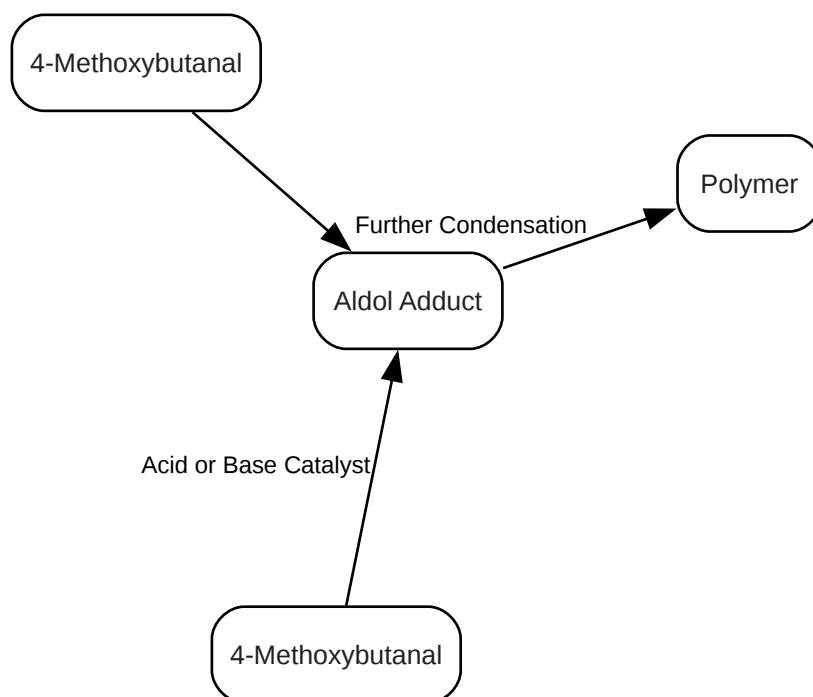 4-Methoxybutanal
Polymer
Further Condensation
Aldol Adduct
Acid or Base Catalyst
4-Methoxybutanal